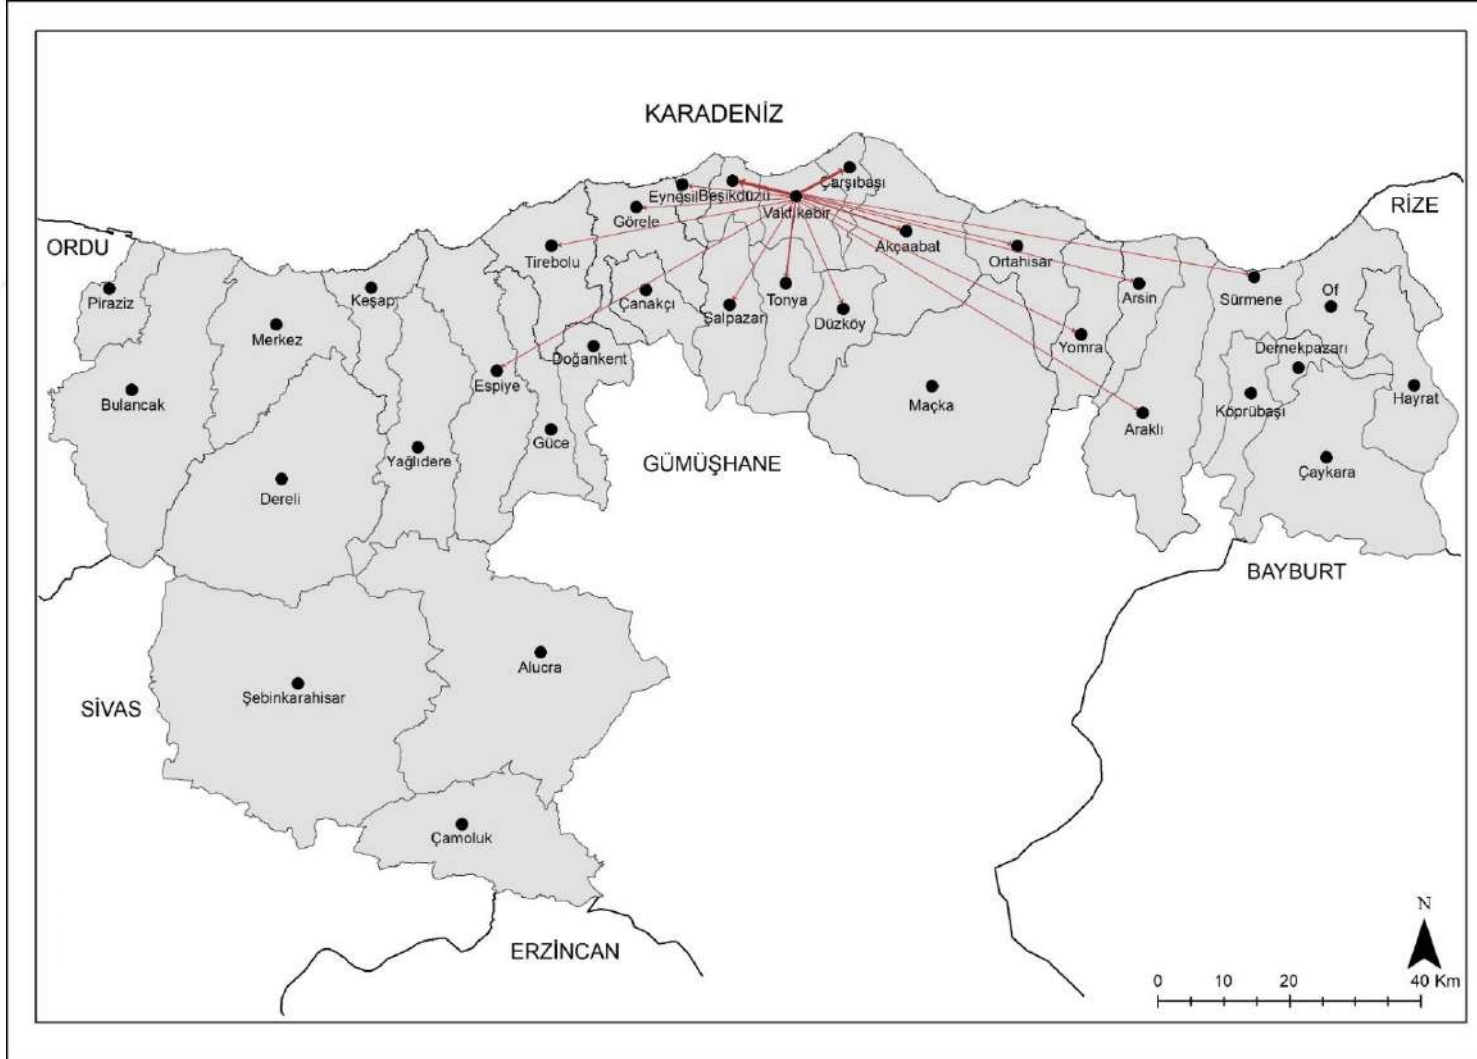 KARADENİZ
Çarşıbaşı
Eynesil
Beşikdüzü
Vakfıkebir
RİZE
Görele
ORDU
Akçaabat
Tirebolu
Ortahisar
Piraziz
Keşap
Çanakçı
Tonya
Arsin
Sürmene
Of
Şalpazarı
Düzköy
Merkez
Yomra
Dernekpazarı
Doğankent
Espiye
Bulancak
Maçka
Köprübaşı
Hayrat
Araklı
Güce
Yağlıdere
GÜMÜŞHANE
Çaykara
Dereli
BAYBURT
Alucra
Şebinkarahisar
SİVAS
Çamoluk
ERZİNCAN
N
0 10 20 40 Km